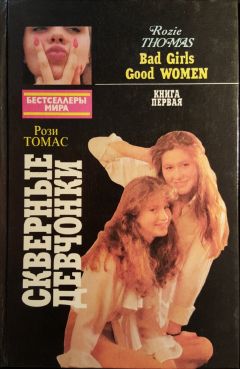 Rozie
THOMAS
Bad Girls
Good WOMEN
КНИГА
ПЕРВАЯ
БЕСТСЕЛЛЕРЫ
МИРА
Рози
ТОМАС
СКВЕРНЫЕ
ДЕВЧОНКИ